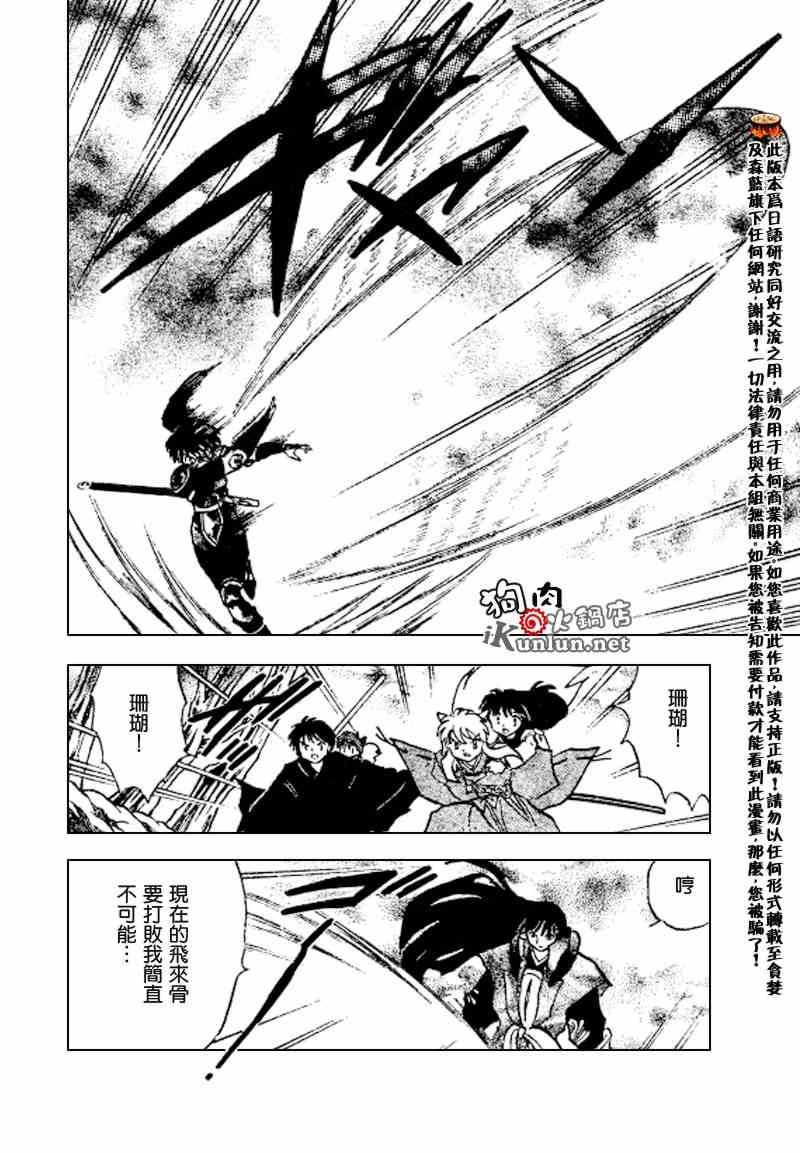 此版本爲日語研究同好交流之用，請勿用于任何商業用途。如您喜歡此作品，請支持正版！請勿以任何形式轉載至貪婪
及森藍旗下任何網站，謝謝！一切法律責任與本組無關。如果您被告知需要付款才能看到此漫畫，那麽，您被騙了！
狗肉
火鍋店
iKunlun.net
珊瑚！
珊瑚！
哼
現在的飛來骨
要打敗我簡直
不可能…